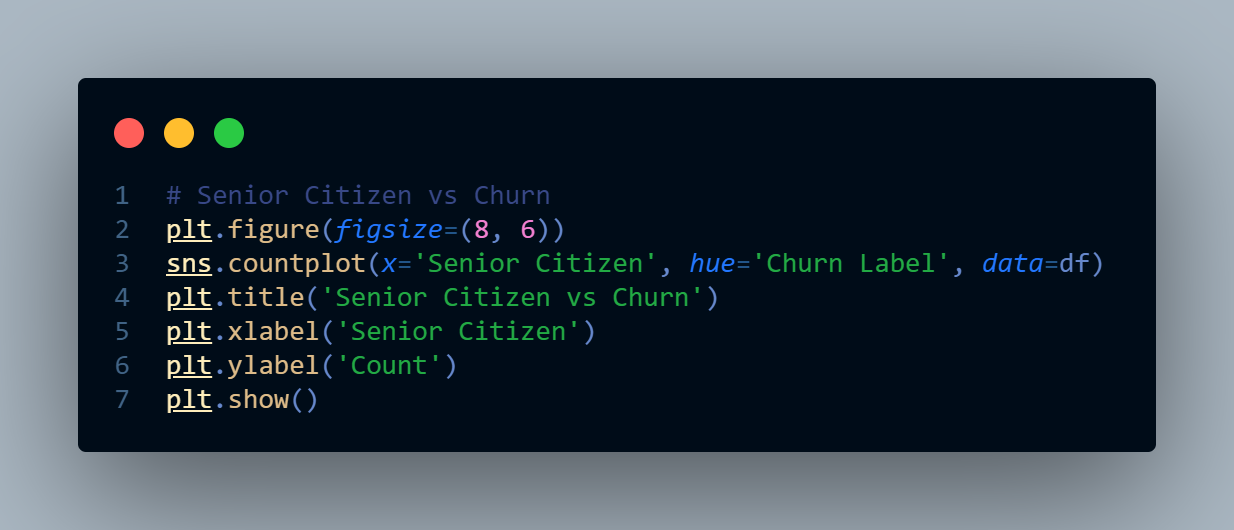 1 # Senior Citizen vs Churn
2 plt.figure(figsize=(8, 6))
3 sns.countplot(x='Senior Citizen', hue='Churn Label', data=df)
4 plt.title('Senior Citizen vs Churn')
5 plt.xlabel('Senior Citizen')
6 plt.ylabel('Count')
7 plt.show()